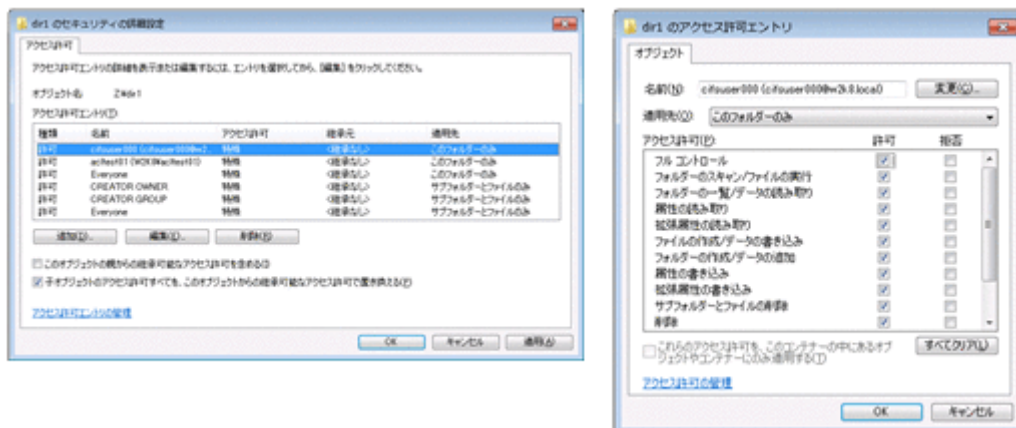 dir1 のセキュリティの詳細設定
アクセス許可
アクセス許可エントリの詳細を表示または編集するには、エントリを選択してから、[編集] をクリックしてください。
オブジェクト名: Z:¥dir1
アクセス許可エントリ(T):
種類 名前 アクセス許可 継承元 適用先
許可 cifsuser000 (cifsuser000@w2... 特殊 <継承なし> このフォルダーのみ
許可 acltest01 特殊 <継承なし> このフォルダーのみ
許可 Everyone 特殊 <継承なし> このフォルダーのみ
許可 CREATOR OWNER 特殊 <継承なし> サブフォルダーとファイルのみ
許可 CREATOR GROUP 特殊 <継承なし> サブフォルダーとファイルのみ
許可 Everyone 特殊 <継承なし> サブフォルダーとファイルのみ
追加(D)... 編集(E)... 削除(R)
このオブジェクトの親からの継承可能なアクセス許可を含める(I)
子オブジェクトのアクセス許可すべてを、このオブジェクトからの継承可能なアクセス許可で置き換える(P)
アクセス許可エントリの管理
OK キャンセル 適用(A)
dir1 のアクセス許可エントリ
オブジェクト
名前(N): cifsuser000 (cifsuser000@w2k8.local) 変更(C)...
適用先(O): このフォルダーのみ
アクセス許可(P): 許可 拒否
フル コントロール
フォルダーのスキャン/ファイルの実行
フォルダーの一覧/データの読み取り
属性の読み取り
拡張属性の読み取り
ファイルの作成/データの書き込み
フォルダーの作成/データの追加
属性の書き込み
拡張属性の書き込み
サブフォルダーとファイルの削除
削除
これらのアクセス許可を、このコンテナーの中にあるオブジェクトやコンテナーにのみ適用する(T)
すべてクリア(L)
アクセス許可の管理
OK キャンセル